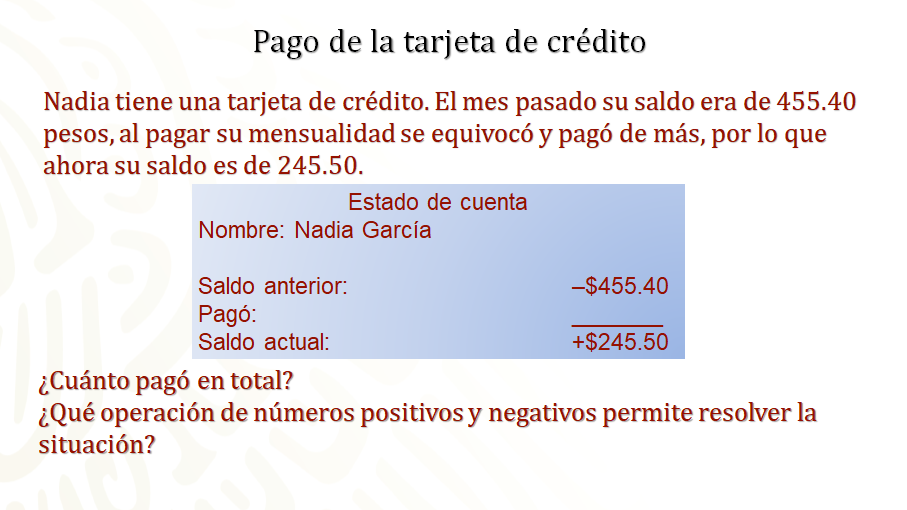 Pago de la tarjeta de crédito
Nadia tiene una tarjeta de crédito. El mes pasado su saldo era de 455.40
pesos, al pagar su mensualidad se equivocó y pagó de más, por lo que
ahora su saldo es de 245.50.
Estado de cuenta
Nombre: Nadia García
Saldo anterior: –$455.40
Pagó: _______
Saldo actual: +$245.50
¿Cuánto pagó en total?
¿Qué operación de números positivos y negativos permite resolver la
situación?